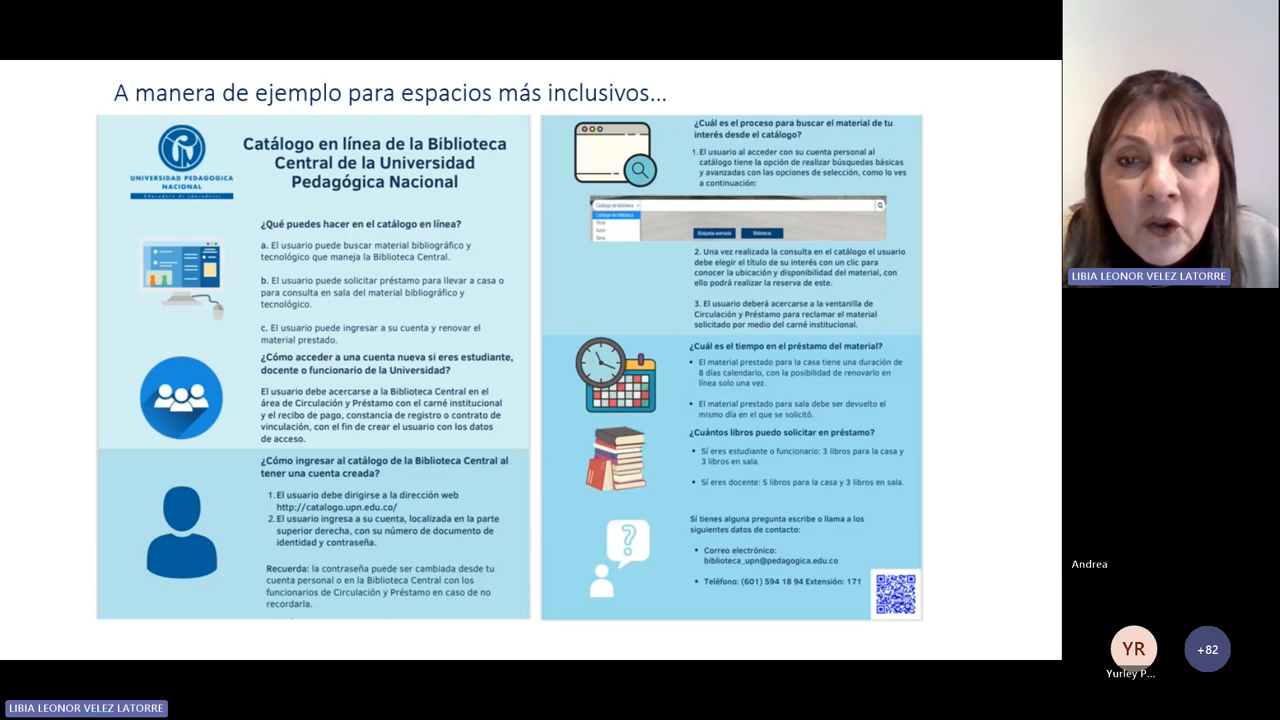 A manera de ejemplo para espacios más inclusivos...
UNIVERSIDAD PEDAGOGICA
NACIONAL
Educadora de educadores
Catálogo en línea de la Biblioteca
Central de la Universidad
Pedagógica Nacional
¿Qué puedes hacer en el catálogo en línea?
a. El usuario puede buscar material bibliográfico y
tecnológico que maneja la Biblioteca Central.
b. El usuario puede solicitar préstamo para llevar a casa o
para consulta en sala del material bibliográfico y
tecnológico.
c. El usuario puede ingresar a su cuenta y renovar el
material prestado.
¿Cómo acceder a una cuenta nueva si eres estudiante,
docente o funcionario de la Universidad?
El usuario debe acercarse a la Biblioteca Central en el
área de Circulación y Préstamo con el carné institucional
y el recibo de pago, constancia de registro o contrato de
vinculación, con el fin de crear el usuario con los datos
de acceso.
¿Cómo ingresar al catálogo de la Biblioteca Central al
tener una cuenta creada?
1. El usuario debe dirigirse a la dirección web
http://catalogo.upn.edu.co/
2. El usuario ingresa a su cuenta, localizada en la parte
superior derecha, con su número de documento de
identidad y contraseña.
Recuerda: la contraseña puede ser cambiada desde tu
cuenta personal o en la Biblioteca Central con los
funcionarios de Circulación y Préstamo en caso de no
recordarla.
¿Cuál es el proceso para buscar el material de tu
interés desde el catálogo?
1. El usuario al acceder con su cuenta personal al
catálogo tiene la opción de realizar búsquedas básicas
y avanzadas con las opciones de selección, como lo ves
a continuación:
Catálogo de biblioteca
Catálogo de biblioteca
Título
Autor
Tema
Búsqueda avanzada
Bibliotecas
2. Una vez realizada la consulta en el catálogo el usuario
debe elegir el título de su interés con un clic para
conocer la ubicación y disponibilidad del material, con
ello podrá realizar la reserva de este.
3. El usuario deberá acercarse a la ventanilla de
Circulación y Préstamo para reclamar el material
solicitado por medio del carné institucional.
¿Cuál es el tiempo en el préstamo del material?
• El material prestado para la casa tiene una duración de
8 días calendario, con la posibilidad de renovarlo en
línea solo una vez.
• El material prestado para sala debe ser devuelto el
mismo día en el que se solicitó.
¿Cuántos libros puedo solicitar en préstamo?
• Sí eres estudiante o funcionario: 3 libros para la casa y
3 libros en sala.
• Sí eres docente: 5 libros para la casa y 3 libros en sala.
Sí tienes alguna pregunta escribe o llama a los
siguientes datos de contacto:
• Correo electrónico:
biblioteca_upn@pedagogica.edu.co
• Teléfono: (601) 594 18 94 Extensión: 171
LIBIA LEONOR VELEZ LATORRE
Andrea
YR
Yurley P...
+82
LIBIA LEONOR VELEZ LATORRE